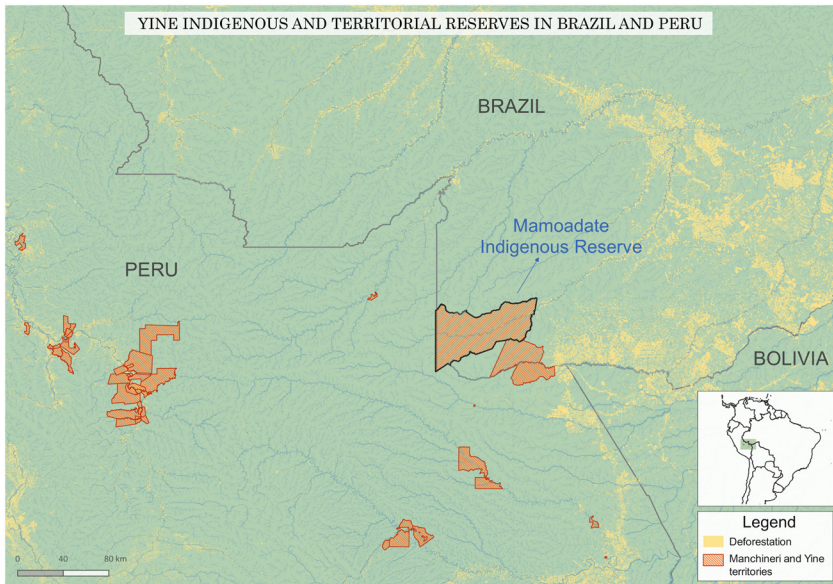 YINE INDIGENOUS AND TERRITORIAL RESERVES IN BRAZIL AND PERU
BRAZIL
Mamoadate
Indigenous Reserve
PERU
BOLIVIA
Legend
Deforestation
Manchineri and Yine
territories
0 40 80 km